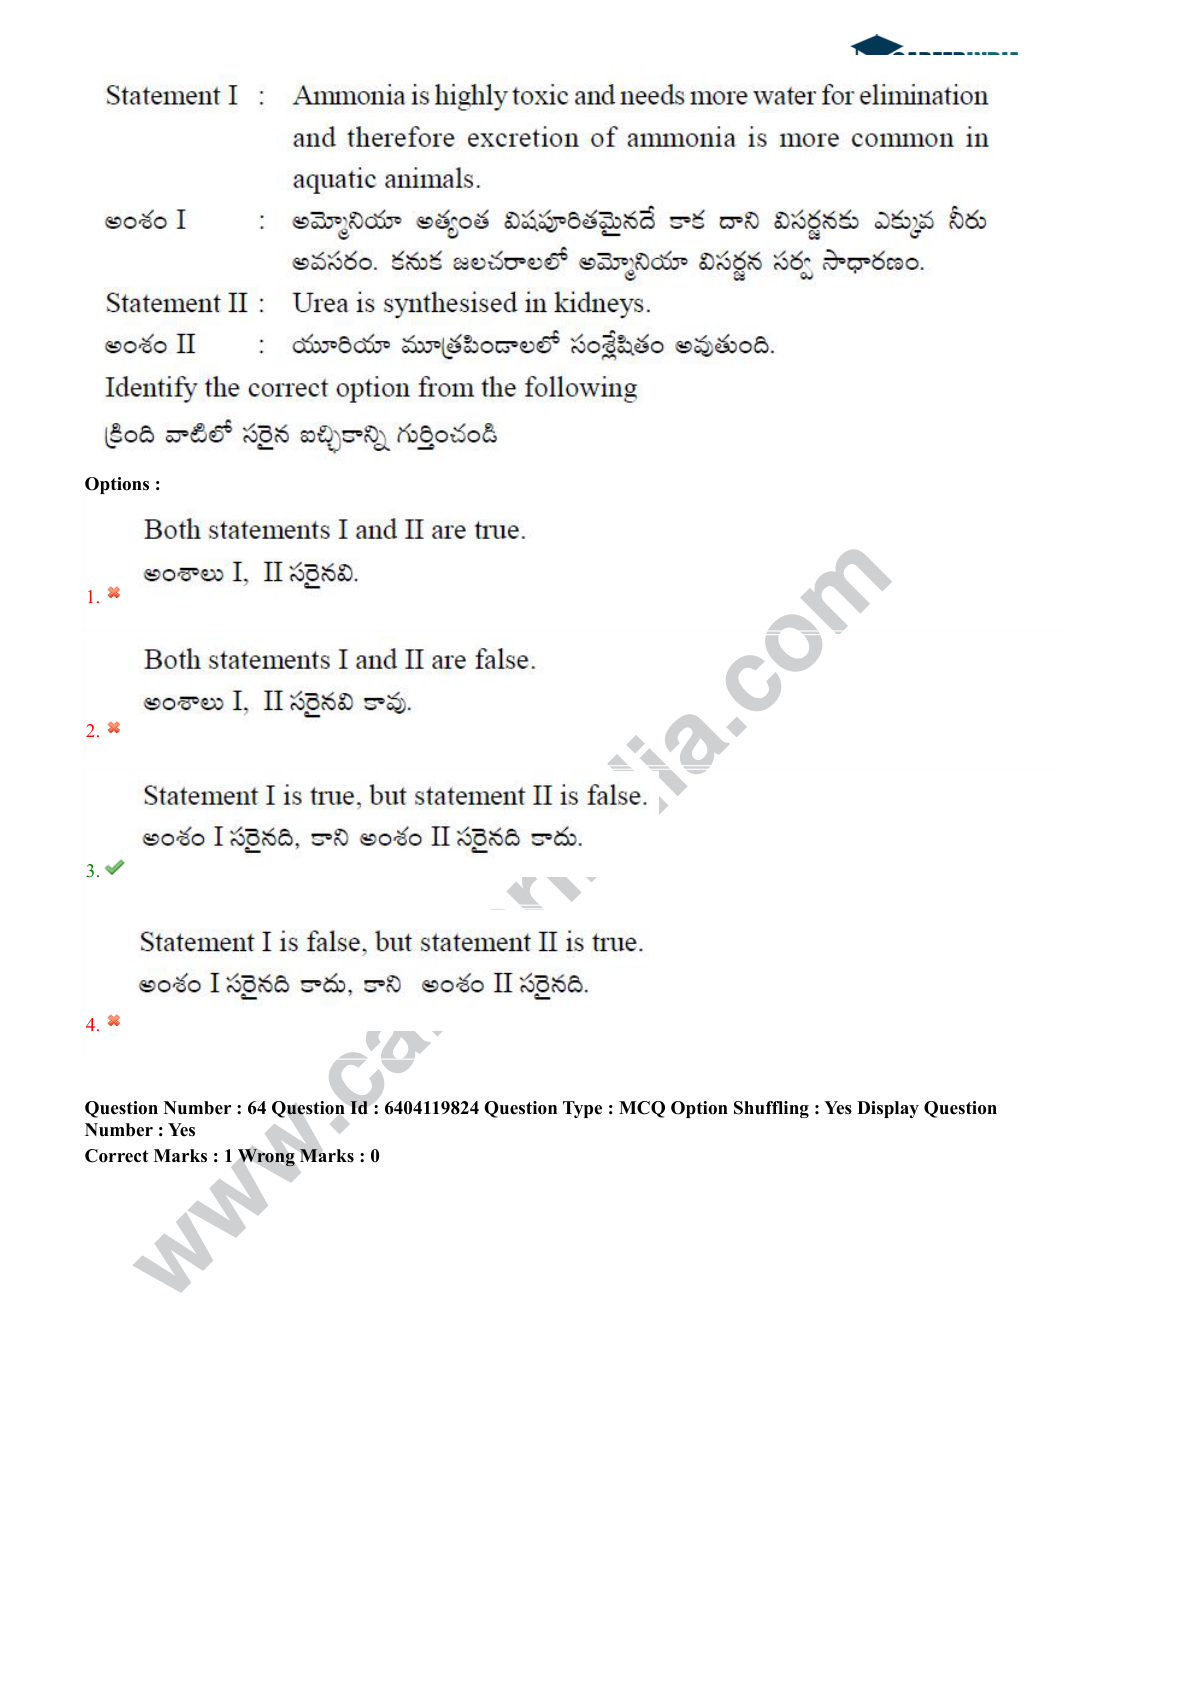 Statement I : Ammonia is highly toxic and needs more water for elimination
and therefore excretion of ammonia is more common in
aquatic animals.
అంశం I : అమ్మోనియా అత్యంత విషపూరితమైనదే కాక దాని విసర్జనకు ఎక్కువ నీరు
అవసరం. కనుక జలచరాలలో అమ్మోనియా విసర్జన సర్వ సాధారణం.
Statement II : Urea is synthesised in kidneys.
అంశం II : యూరియా మూత్రపిండాలలో సంశ్లేషితం అవుతుంది.
Identify the correct option from the following
క్రింది వాటిలో సరైన ఐచ్ఛికాన్ని గుర్తించండి
Options :
Both statements I and II are true.
అంశాలు I, II సరైనవి.
1.
Both statements I and II are false.
అంశాలు I, II సరైనవి కావు.
2.
Statement I is true, but statement II is false.
అంశం I సరైనది, కాని అంశం II సరైనది కాదు.
3.
Statement I is false, but statement II is true.
అంశం I సరైనది కాదు, కాని అంశం II సరైనది.
4.
Question Number : 64 Question Id : 6404119824 Question Type : MCQ Option Shuffling : Yes Display Question
Number : Yes
Correct Marks : 1 Wrong Marks : 0